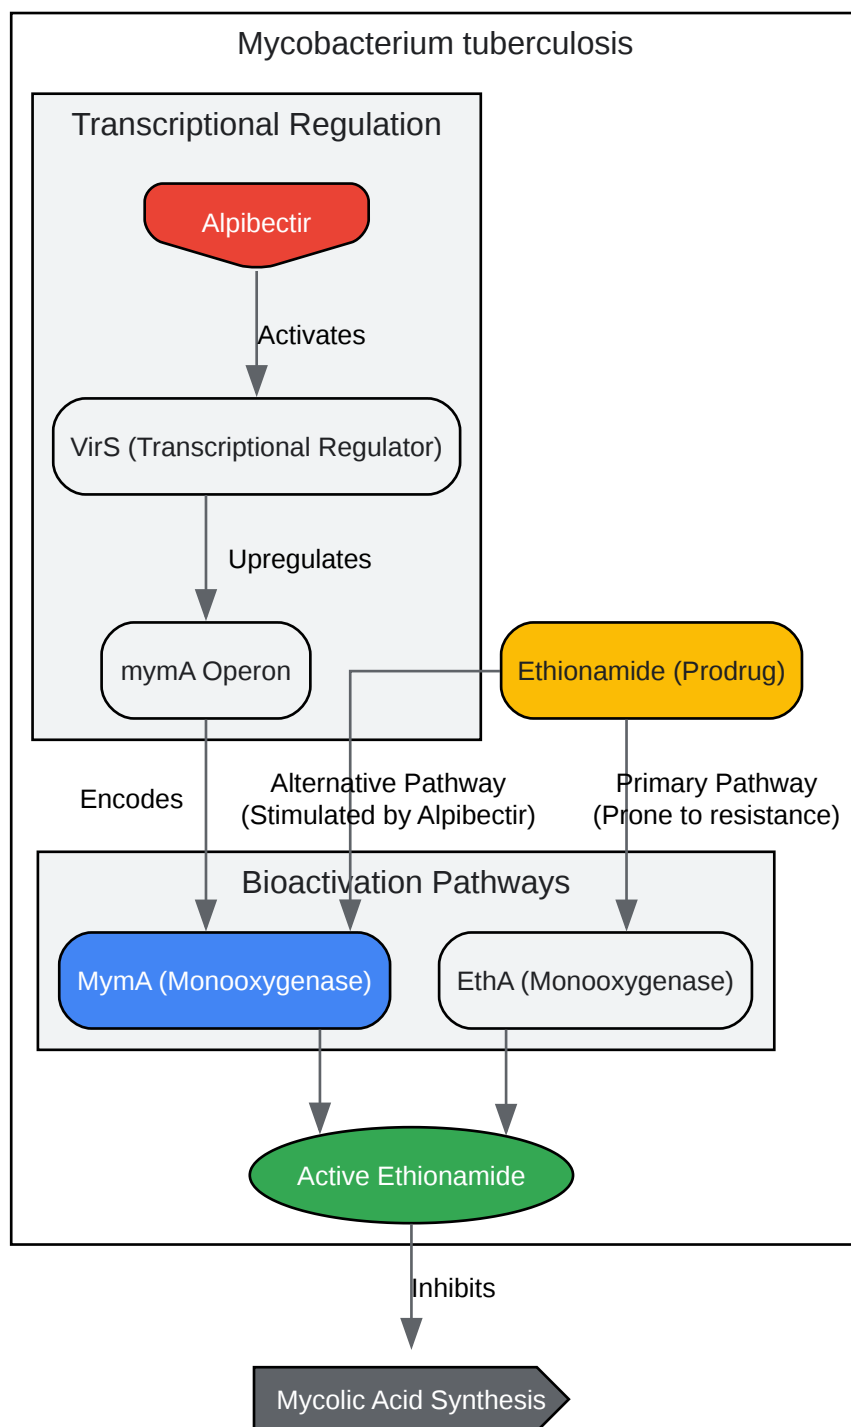 Mycobacterium tuberculosis
Transcriptional Regulation
Alpibectir
Activates
VirS (Transcriptional Regulator)
Upregulates
mymA Operon
Ethionamide (Prodrug)
Encodes
Alternative Pathway
(Stimulated by Alpibectir)
Primary Pathway
(Prone to resistance)
Bioactivation Pathways
MymA (Monooxygenase)
EthA (Monooxygenase)
Active Ethionamide
Inhibits
Mycolic Acid Synthesis